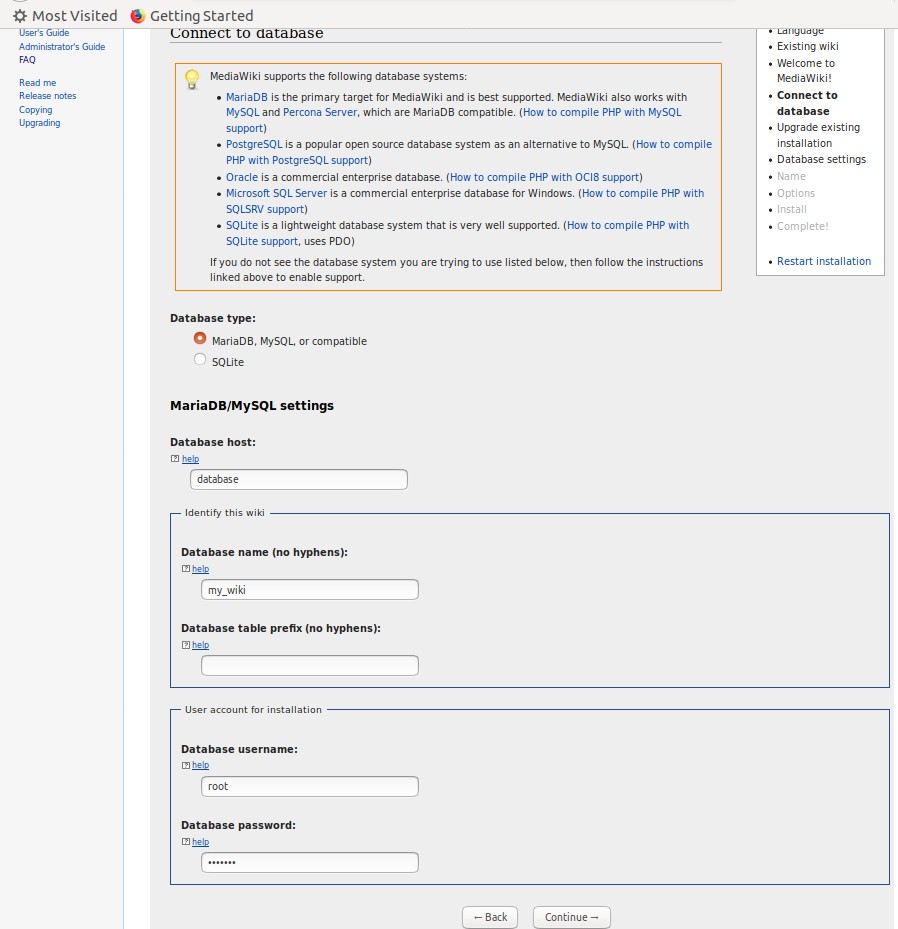 Most Visited Getting Started
User's Guide
Administrator's Guide
FAQ
Read me
Release notes
Copying
Upgrading
Connect to database
MediaWiki supports the following database systems:
• MariaDB is the primary target for MediaWiki and is best supported. MediaWiki also works with
MySQL and Percona Server, which are MariaDB compatible. (How to compile PHP with MySQL
support)
• PostgreSQL is a popular open source database system as an alternative to MySQL. (How to compile
PHP with PostgreSQL support)
• Oracle is a commercial enterprise database. (How to compile PHP with OCI8 support)
• Microsoft SQL Server is a commercial enterprise database for Windows. (How to compile PHP with
SQLSRV support)
• SQLite is a lightweight database system that is very well supported. (How to compile PHP with
SQLite support, uses PDO)
If you do not see the database system you are trying to use listed below, then follow the instructions
linked above to enable support.
Database type:
MariaDB, MySQL, or compatible
SQLite
MariaDB/MySQL settings
Database host:
help
database
Identify this wiki
Database name (no hyphens):
help
my_wiki
Database table prefix (no hyphens):
help
User account for installation
Database username:
help
root
Database password:
help
•••••••
← Back
Continue →
• Language
• Existing wiki
• Welcome to
MediaWiki!
• Connect to
database
• Upgrade existing
installation
• Database settings
• Name
• Options
• Install
• Complete!
• Restart installation